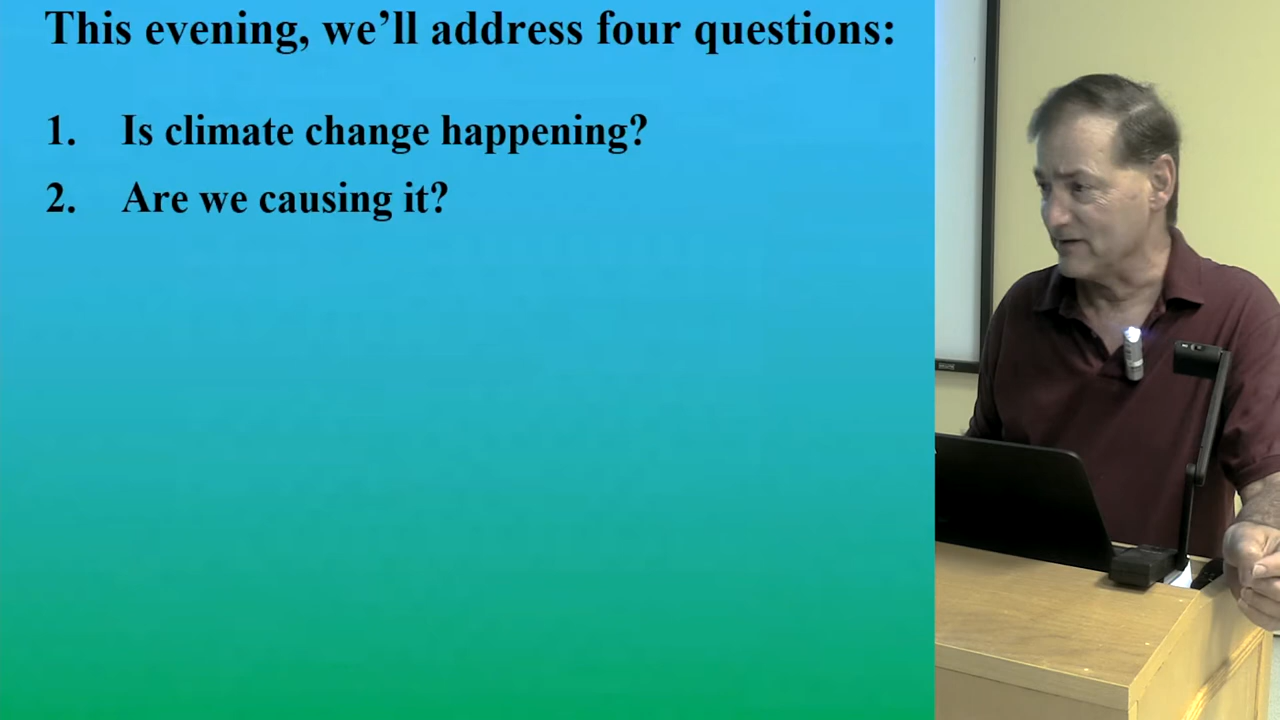 This evening, we’ll address four questions:
1. Is climate change happening?
2. Are we causing it?